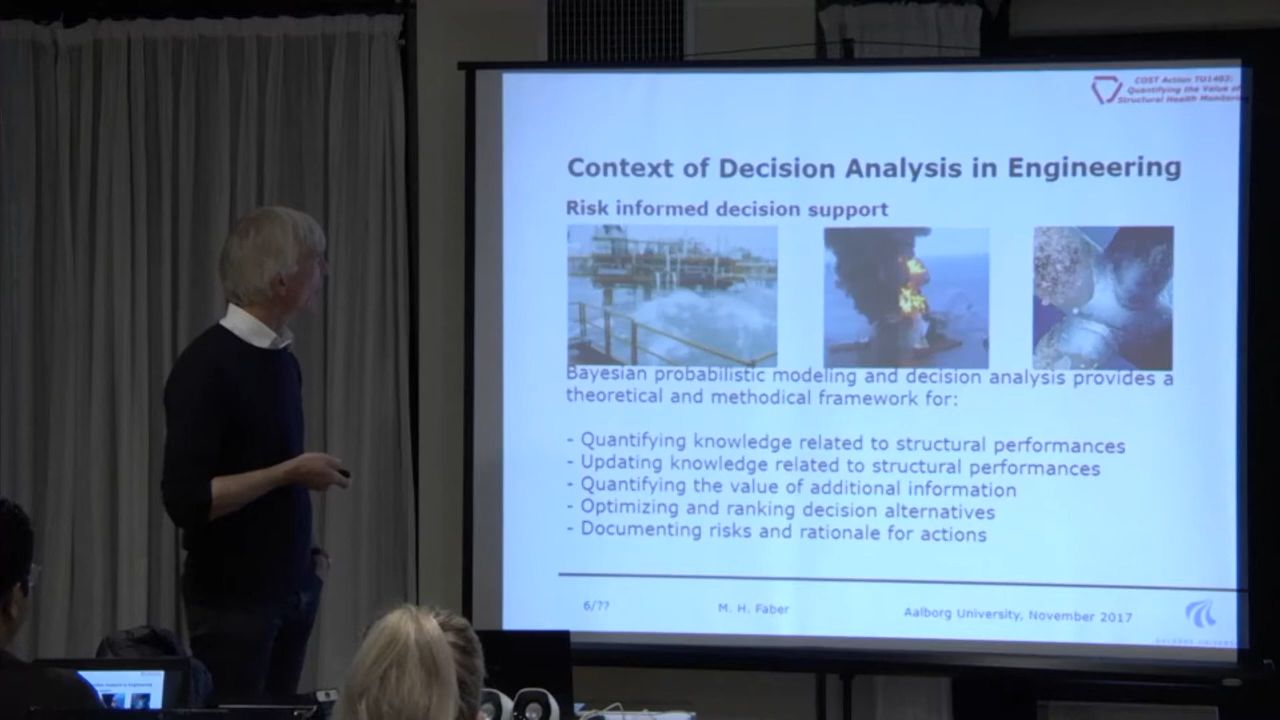 COST Action TU1402:
Quantifying the Value of
Structural Health Monitoring
Context of Decision Analysis in Engineering
Risk informed decision support
Bayesian probabilistic modeling and decision analysis provides a
theoretical and methodical framework for:
- Quantifying knowledge related to structural performances
- Updating knowledge related to structural performances
- Quantifying the value of additional information
- Optimizing and ranking decision alternatives
- Documenting risks and rationale for actions
6/??
M. H. Faber
Aalborg University, November 2017